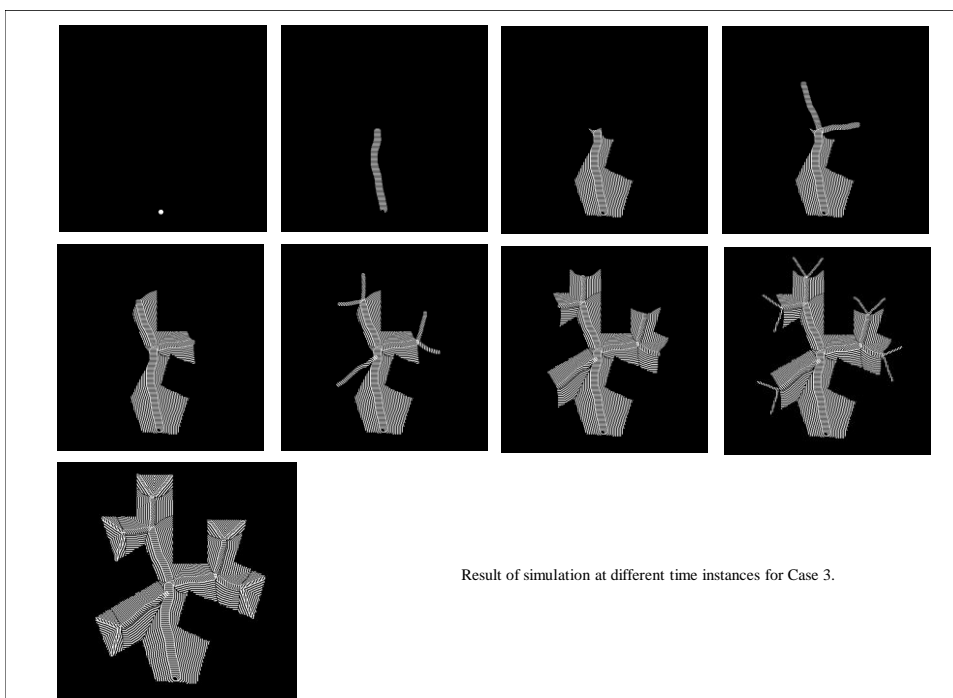 Result of simulation at different time instances for Case 3.